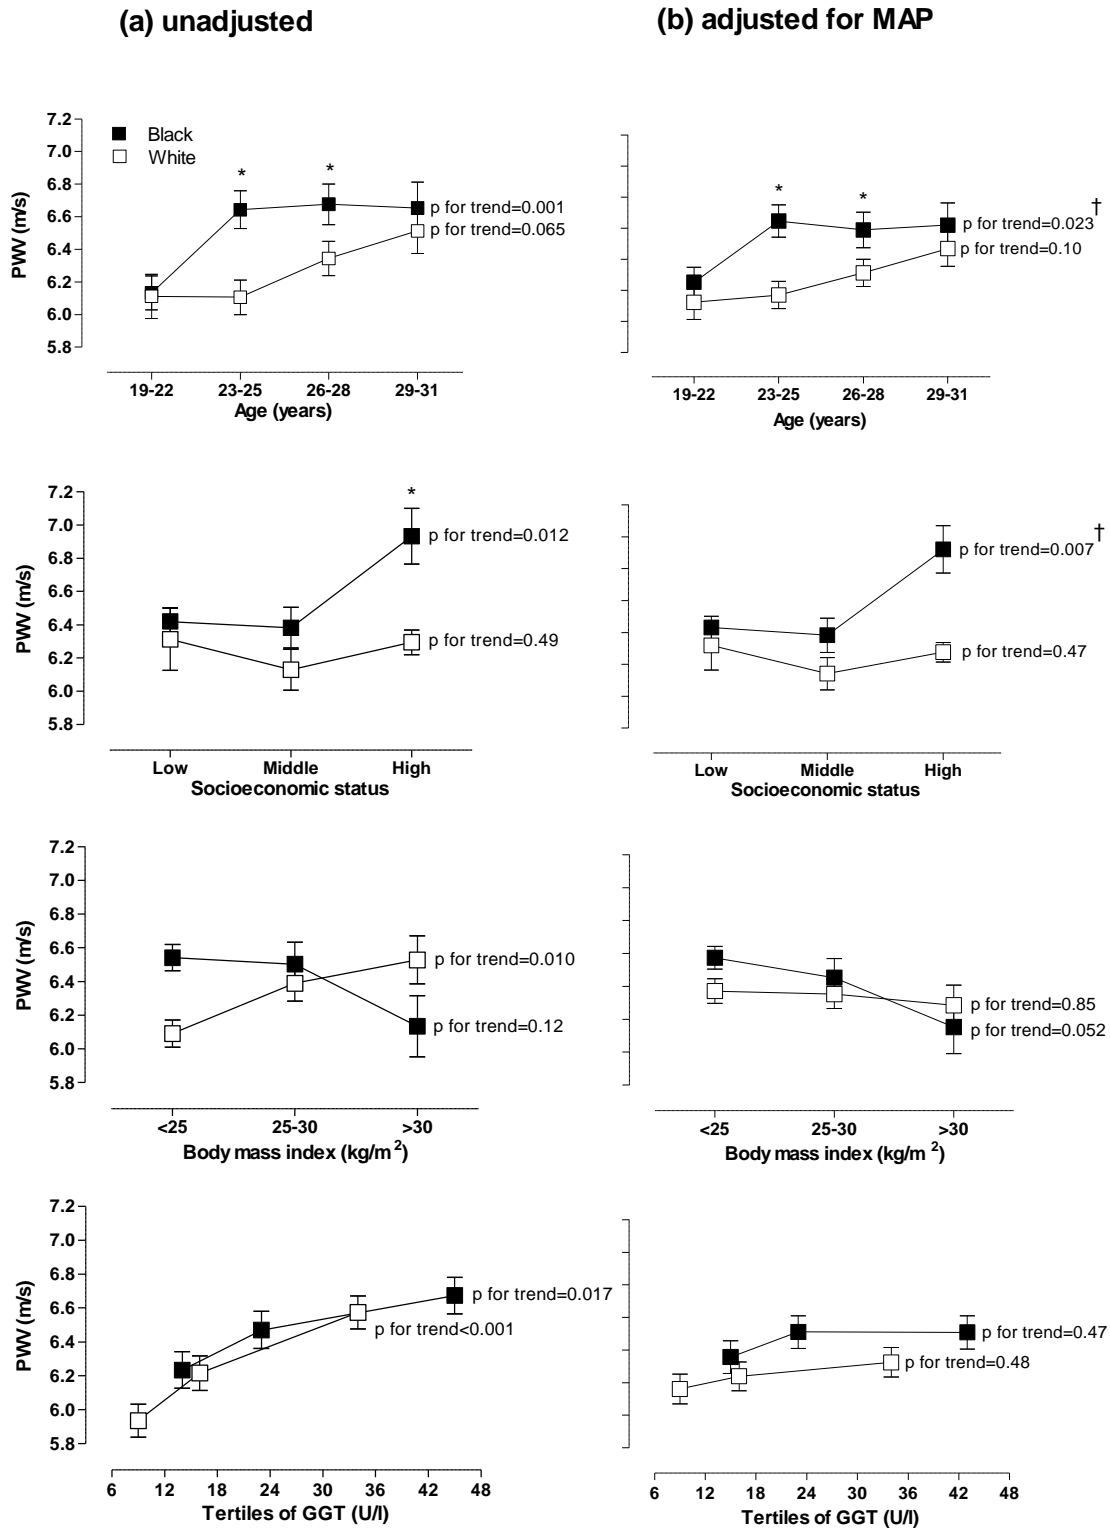 (a) unadjusted
(b) adjusted for MAP
7.2
7.0
6.8
6.6
6.4
6.2
6.0
5.8
PWV (m/s)
Black
White
*
*
p for trend=0.001
p for trend=0.065
19-22
23-25
26-28
29-31
Age (years)
*
*
p for trend=0.023†
p for trend=0.10
19-22
23-25
26-28
29-31
Age (years)
7.2
7.0
6.8
6.6
6.4
6.2
6.0
5.8
PWV (m/s)
*
p for trend=0.012
p for trend=0.49
Low
Middle
High
Socioeconomic status
p for trend=0.007†
p for trend=0.47
Low
Middle
High
Socioeconomic status
7.2
7.0
6.8
6.6
6.4
6.2
6.0
5.8
PWV (m/s)
p for trend=0.010
p for trend=0.12
<25
25-30
>30
Body mass index (kg/m²)
p for trend=0.85
p for trend=0.052
<25
25-30
>30
Body mass index (kg/m²)
7.2
7.0
6.8
6.6
6.4
6.2
6.0
5.8
PWV (m/s)
p for trend=0.017
p for trend<0.001
6
12
18
24
30
36
42
48
Tertiles of GGT (U/l)
p for trend=0.47
p for trend=0.48
6
12
18
24
30
36
42
48
Tertiles of GGT (U/l)